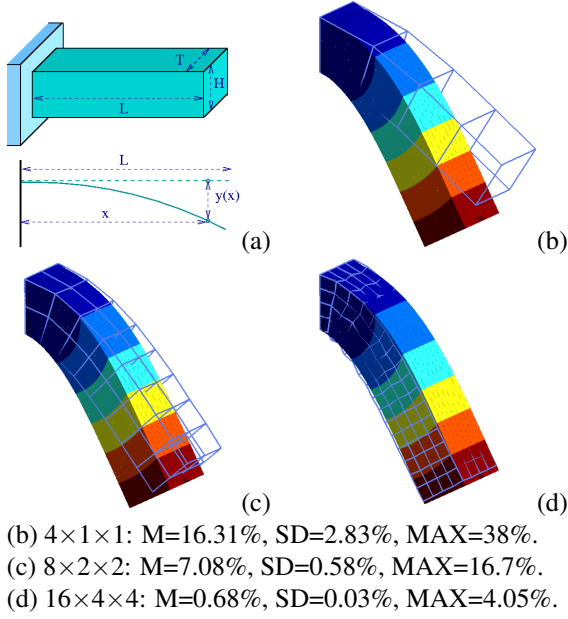 T
H
L
L
y(x)
x
(a)
(b)
(c)
(d)
(b) 4×1×1: M=16.31%, SD=2.83%, MAX=38%.
(c) 8×2×2: M=7.08%, SD=0.58%, MAX=16.7%.
(d) 16×4×4: M=0.68%, SD=0.03%, MAX=4.05%.